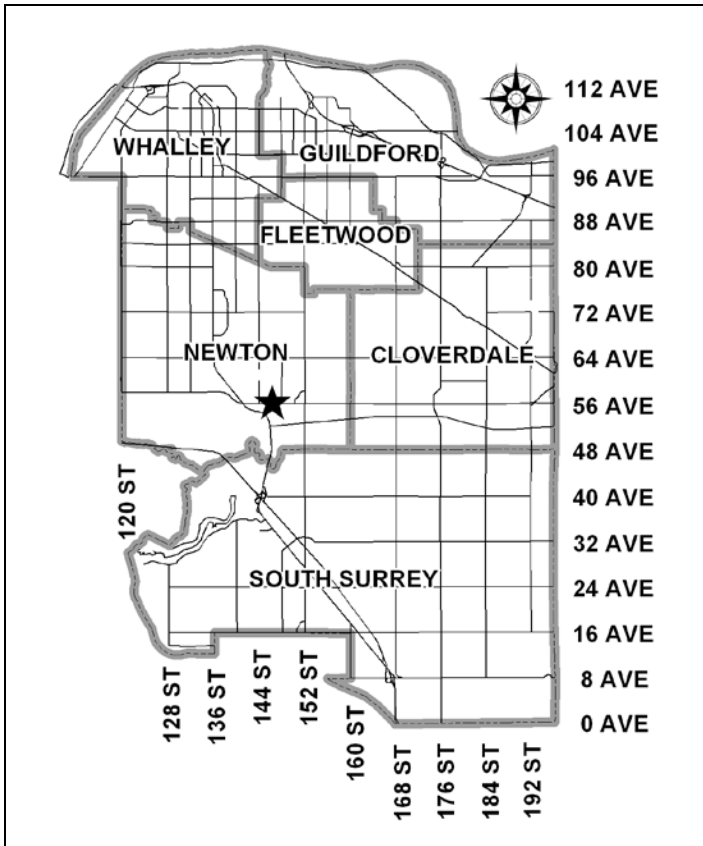 112 AVE
104 AVE
WHALLEY
GUILDFORD
96 AVE
88 AVE
FLEETWOOD
80 AVE
72 AVE
NEWTON
CLOVERDALE
64 AVE
56 AVE
48 AVE
120 ST
40 AVE
32 AVE
SOUTH SURREY
24 AVE
16 AVE
128 ST
136 ST
144 ST
152 ST
160 ST
8 AVE
0 AVE
168 ST
176 ST
184 ST
192 ST